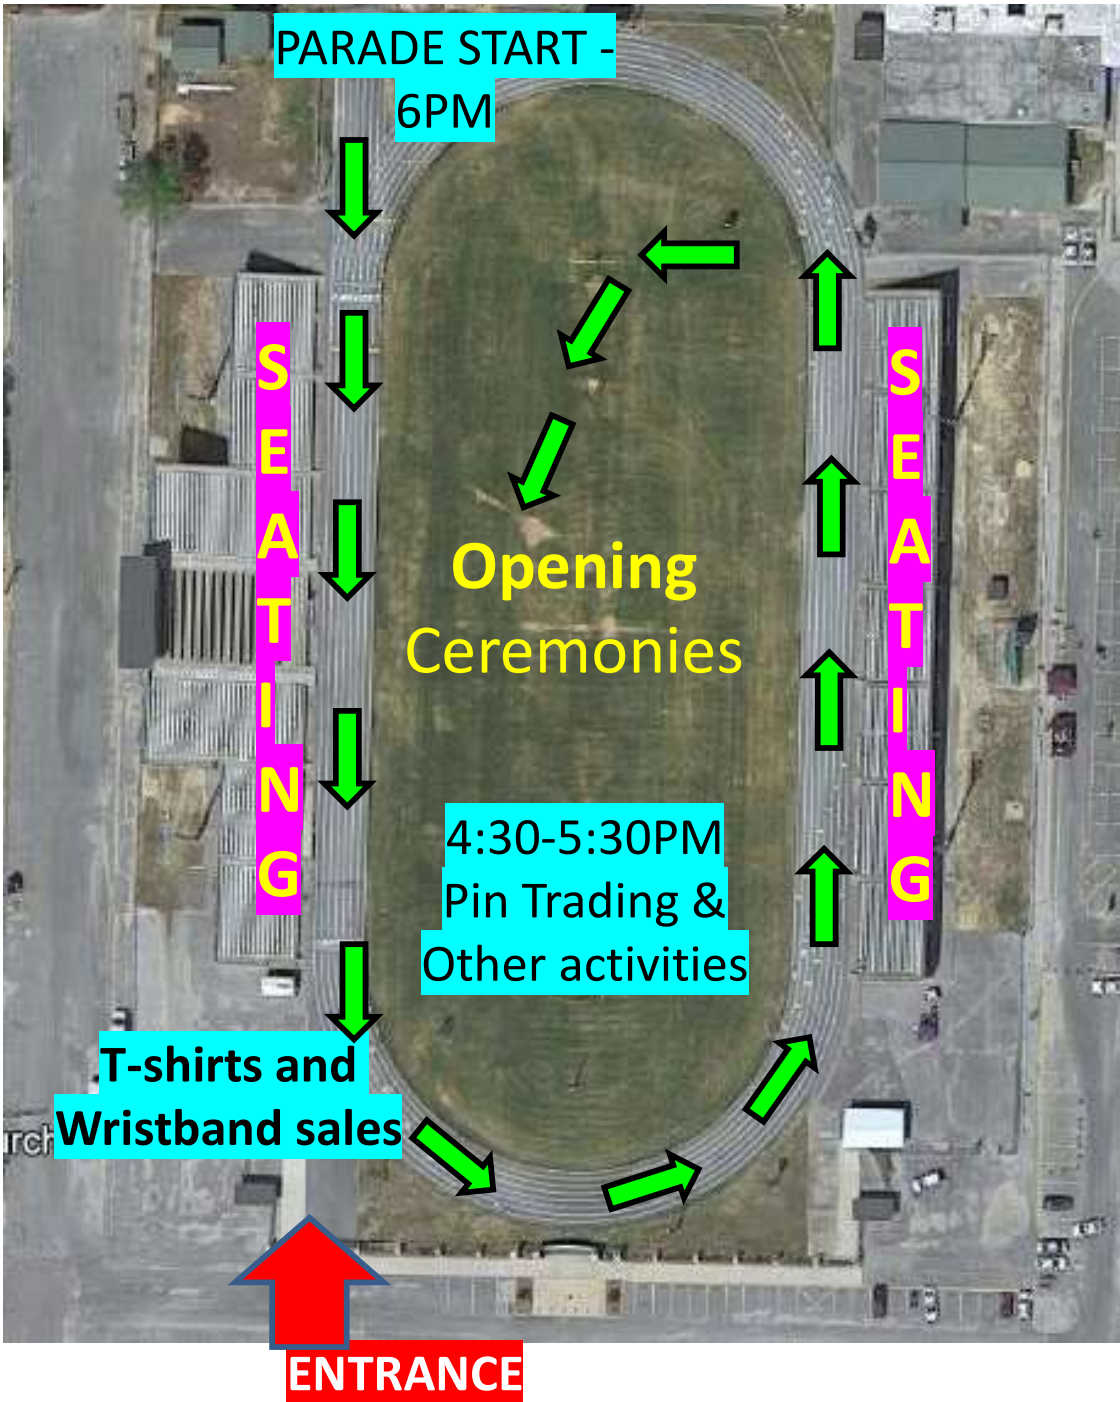 PARADE START -
6PM
S
E
A
T
I
N
G
S
E
A
T
I
N
G
Opening
Ceremonies
4:30-5:30PM
Pin Trading &
Other activities
T-shirts and
Wristband sales
ENTRANCE